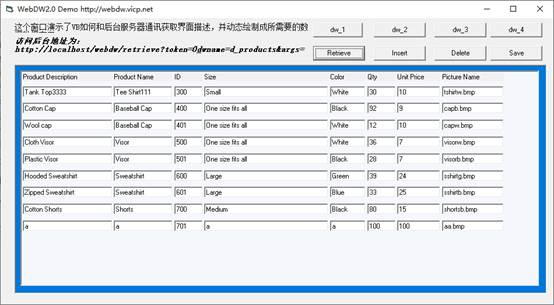 WebDW2.0 Demo http://webdw.vicp.net
这个窗口演示了VB如何和后台服务器通讯获取界面描述，并动态绘制成所需要的数
访问后台地址为：
http://localhost/webdw/retrieve?token=0&dwname=d_products&args=
dw_1 dw_2 dw_3 dw_4
Retrieve Insert Delete Save
Product Description Product Name ID Size Color Qty Unit Price Picture Name
Tank Top3333 Tee Shirt111 300 Small White 30 10 tshirtw.bmp
Cotton Cap Baseball Cap 400 One size fits all Black 92 9 capb.bmp
Wool cap Baseball Cap 401 One size fits all White 12 10 capw.bmp
Cloth Visor Visor 500 One size fits all White 36 7 visorw.bmp
Plastic Visor Visor 501 One size fits all Black 28 7 visorb.bmp
Hooded Sweatshirt Sweatshirt 600 Large Green 39 24 sshirtg.bmp
Zipped Sweatshirt Sweatshirt 601 Large Blue 33 25 sshirtb.bmp
Cotton Shorts Shorts 700 Medium Black 80 15 shortsb.bmp
a a 701 a a 100 100 aa.bmp